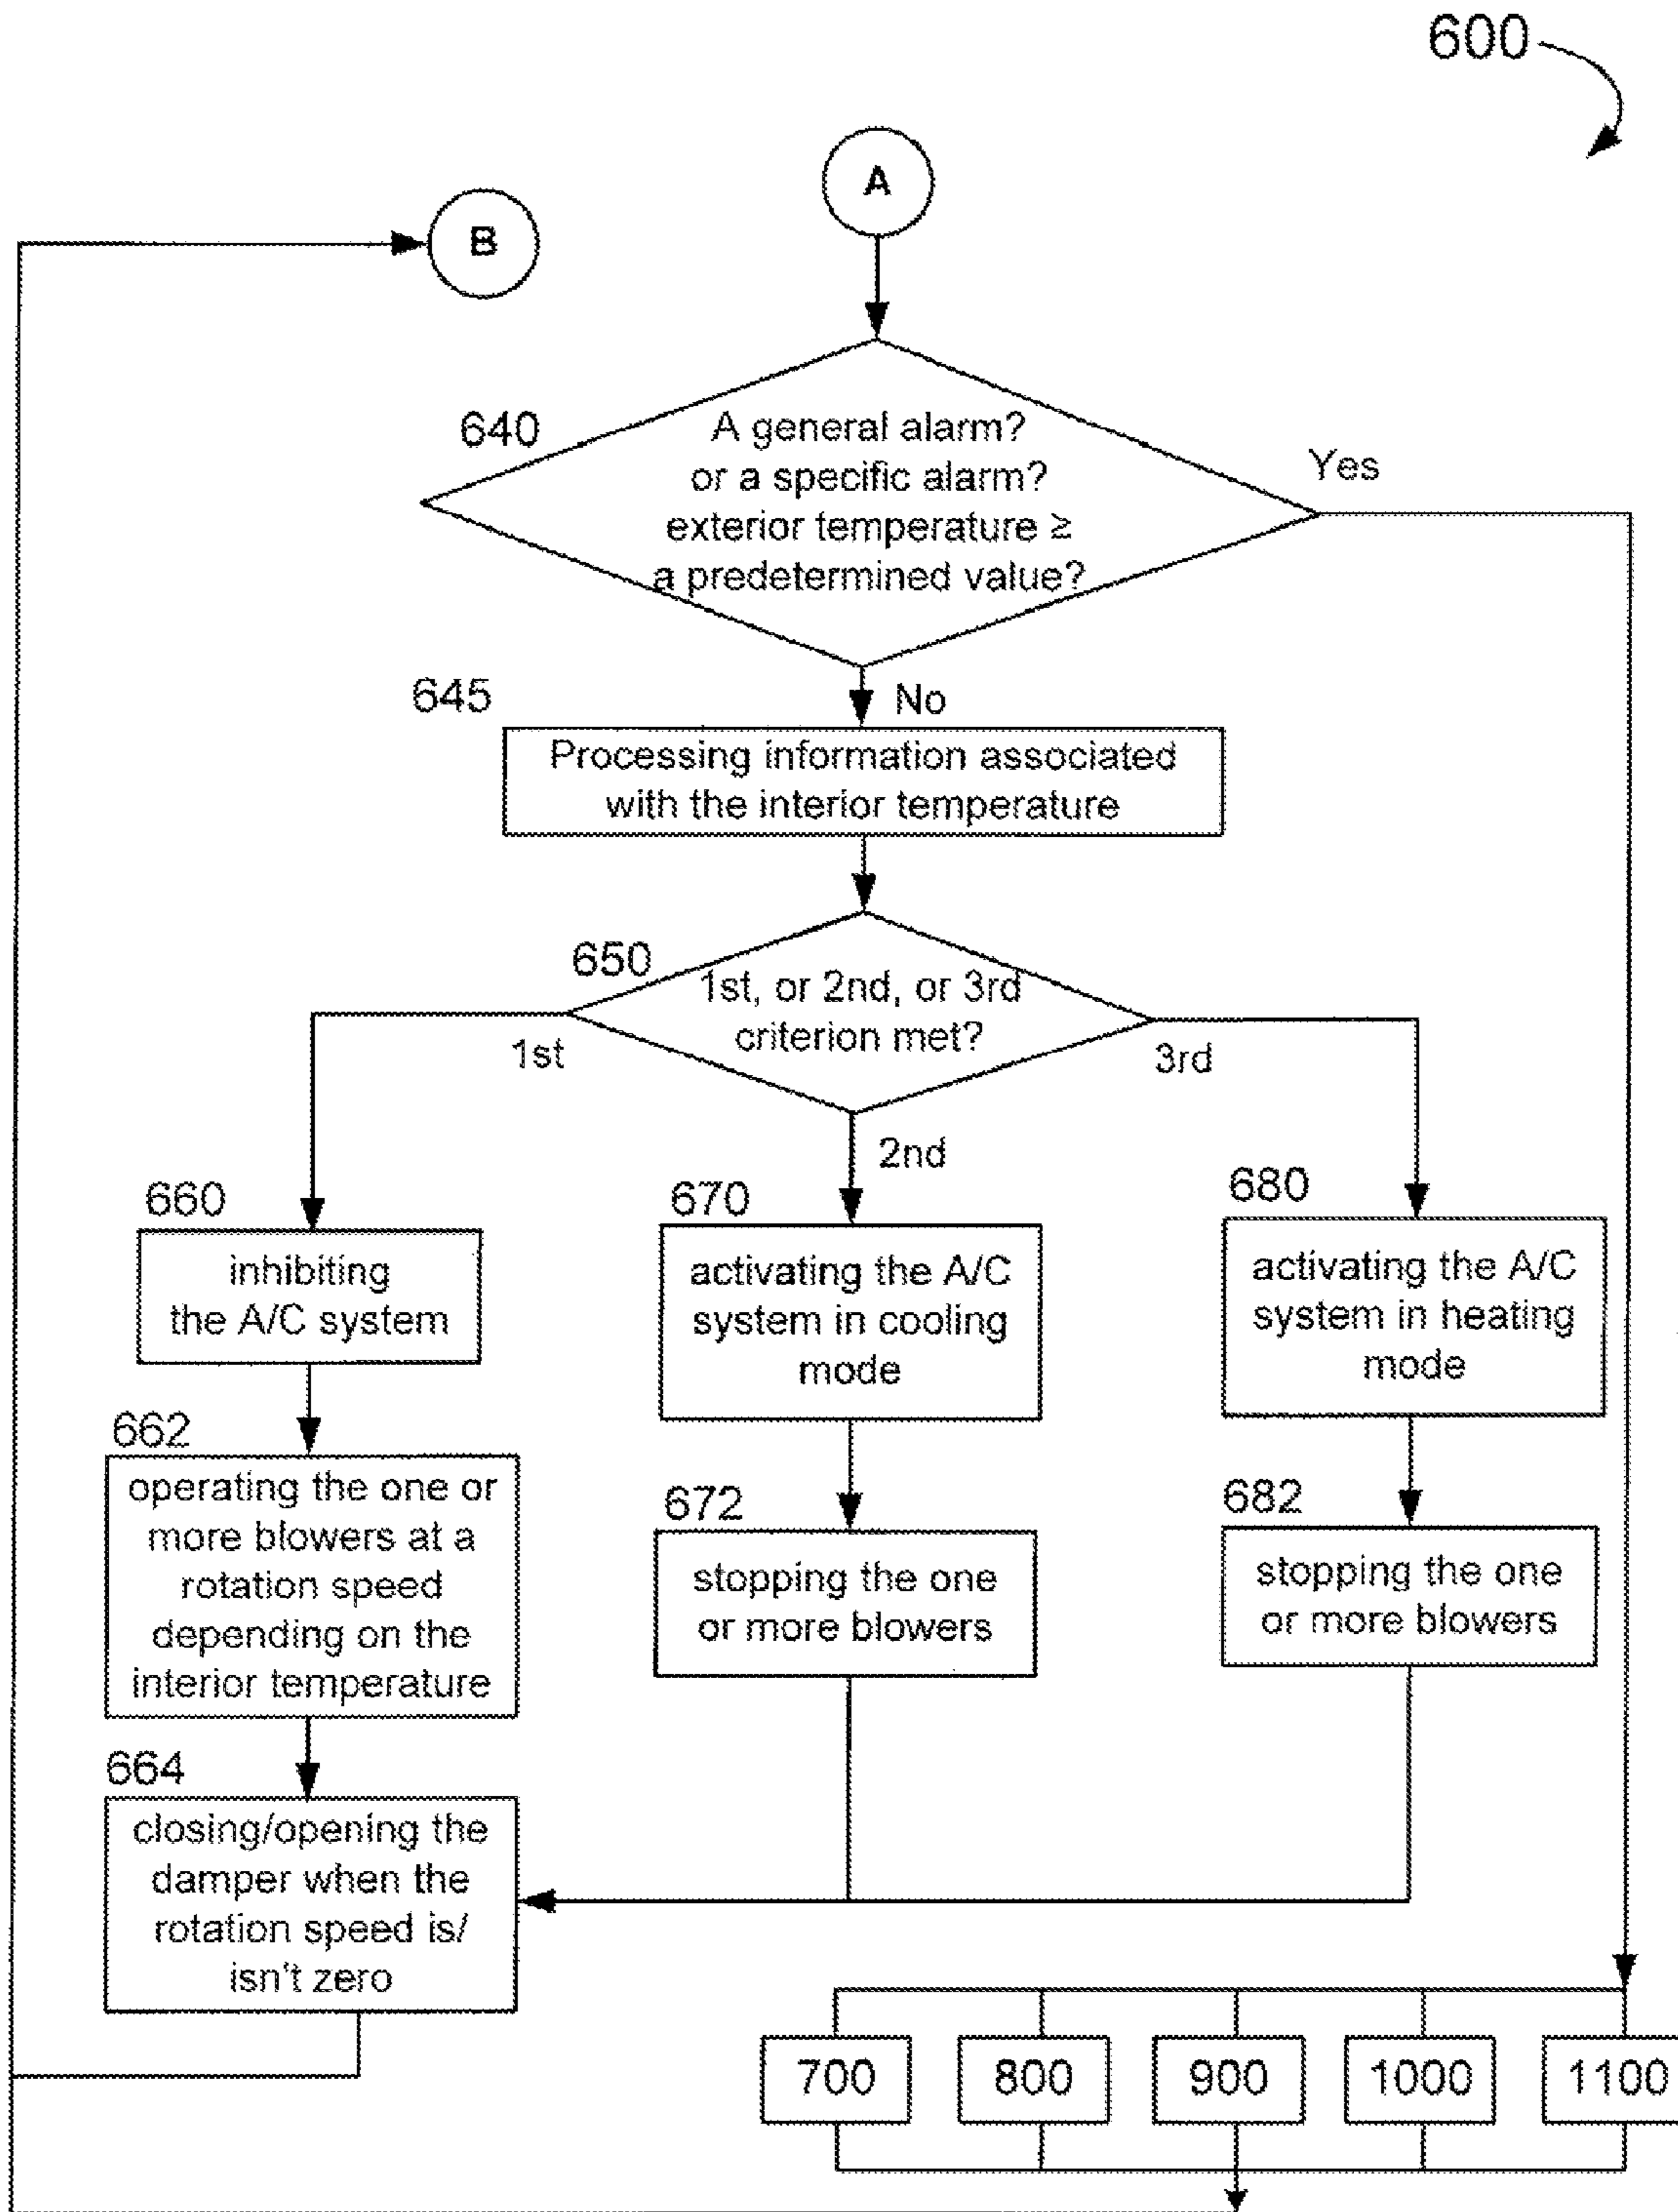 600
A
B
640
A general alarm?
or a specific alarm?
exterior temperature ≥
a predetermined value?
Yes
645
No
Processing information associated
with the interior temperature
650
1st, or 2nd, or 3rd
criterion met?
1st
2nd
3rd
660
inhibiting
the A/C system
670
activating the A/C
system in cooling
mode
680
activating the A/C
system in heating
mode
662
operating the one or
more blowers at a
rotation speed
depending on the
interior temperature
672
stopping the one
or more blowers
682
stopping the one
or more blowers
664
closing/opening the
damper when the
rotation speed is/
isn't zero
700
800
900
1000
1100